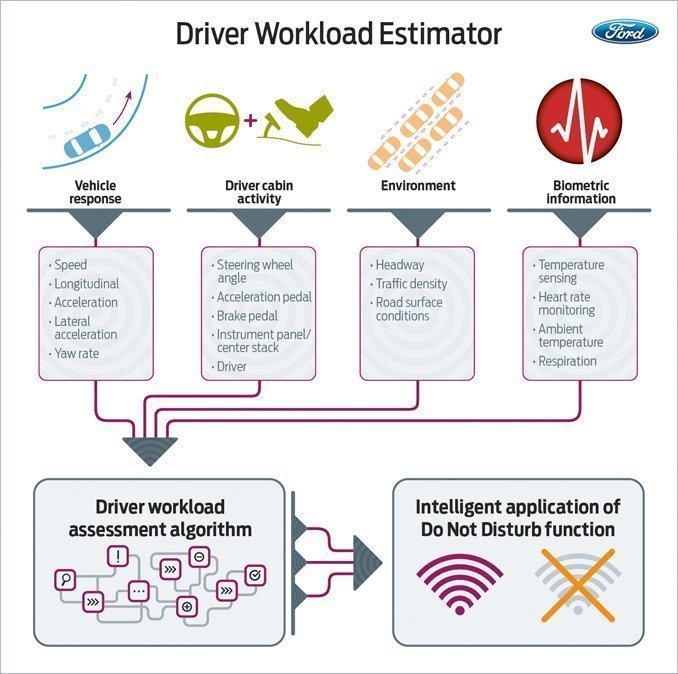 Driver Workload Estimator
Ford
Vehicle
response
Driver cabin
activity
Environment
Biometric
information
· Speed
· Longitudinal
· Acceleration
· Lateral
acceleration
· Yaw rate
· Steering wheel
angle
· Acceleration pedal
· Brake pedal
· Instrument panel/
center stack
· Driver
· Headway
· Traffic density
· Road surface
conditions
· Temperature
sensing
· Heart rate
monitoring
· Ambient
temperature
· Respiration
Driver workload
assessment algorithm
Intelligent application of
Do Not Disturb function